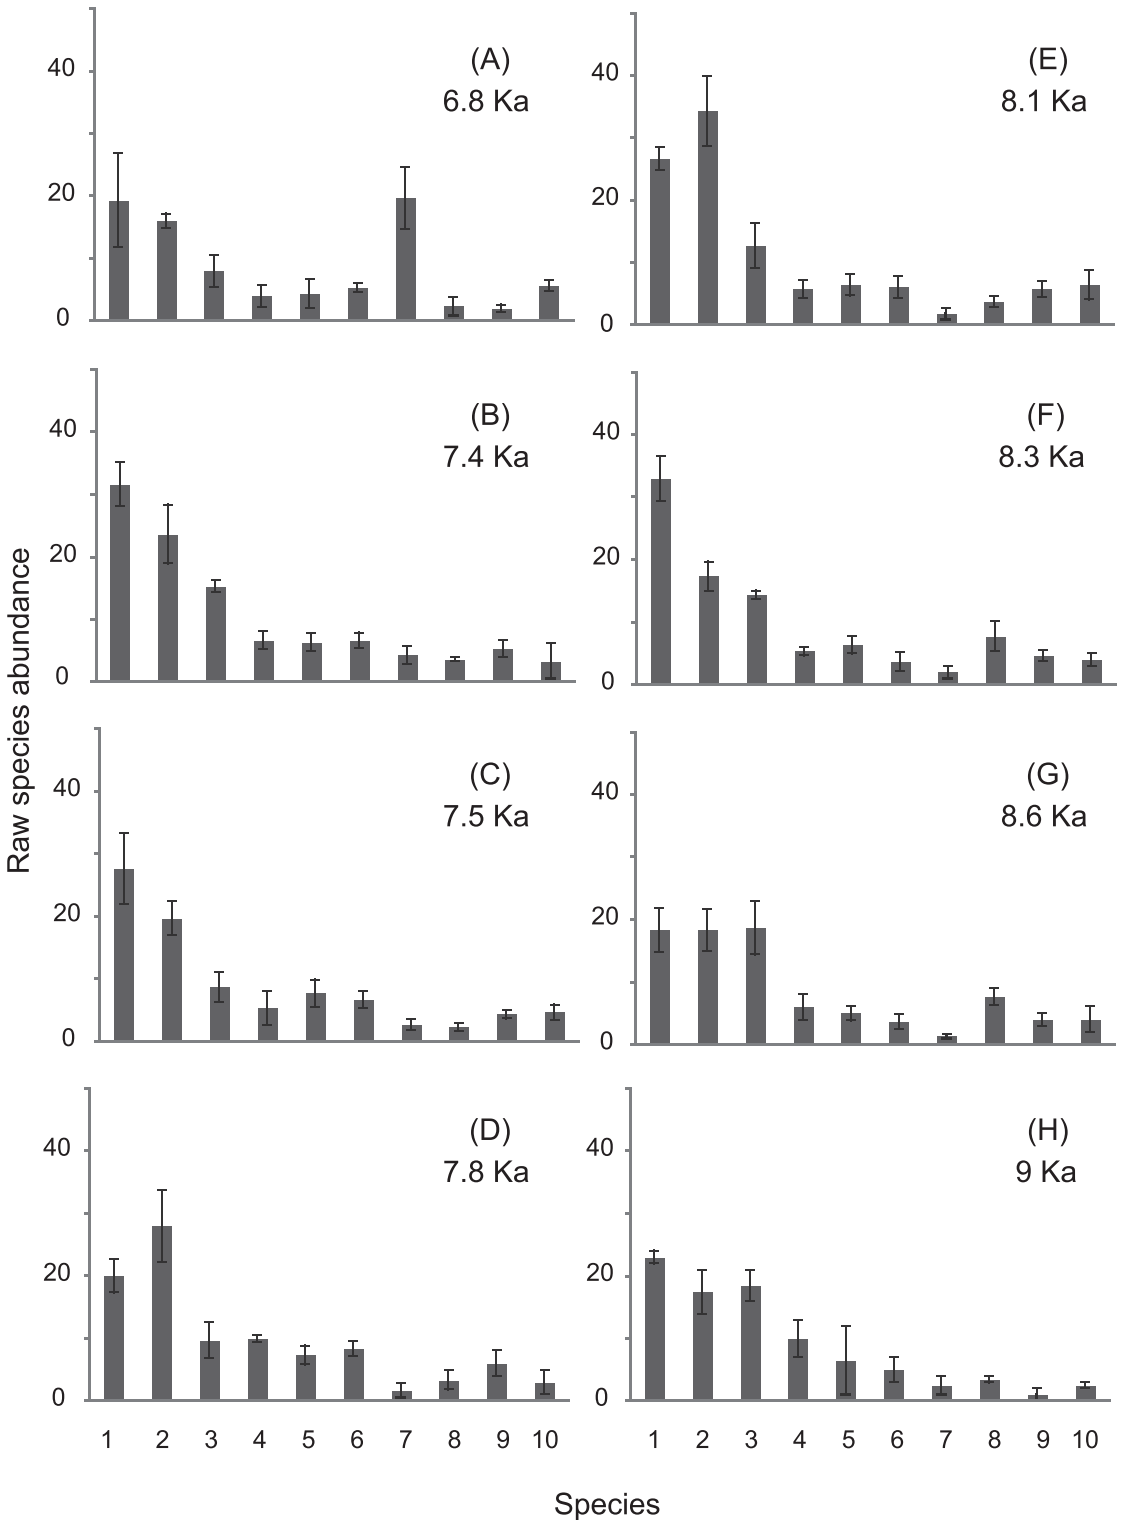 Raw species abundance
(A)
6.8 Ka
40
20
0
(B)
7.4 Ka
40
20
0
(C)
7.5 Ka
40
20
0
(D)
7.8 Ka
40
20
0
1 2 3 4 5 6 7 8 9 10
(E)
8.1 Ka
40
20
0
(F)
8.3 Ka
40
20
0
(G)
8.6 Ka
40
20
0
(H)
9 Ka
40
20
0
1 2 3 4 5 6 7 8 9 10
Species